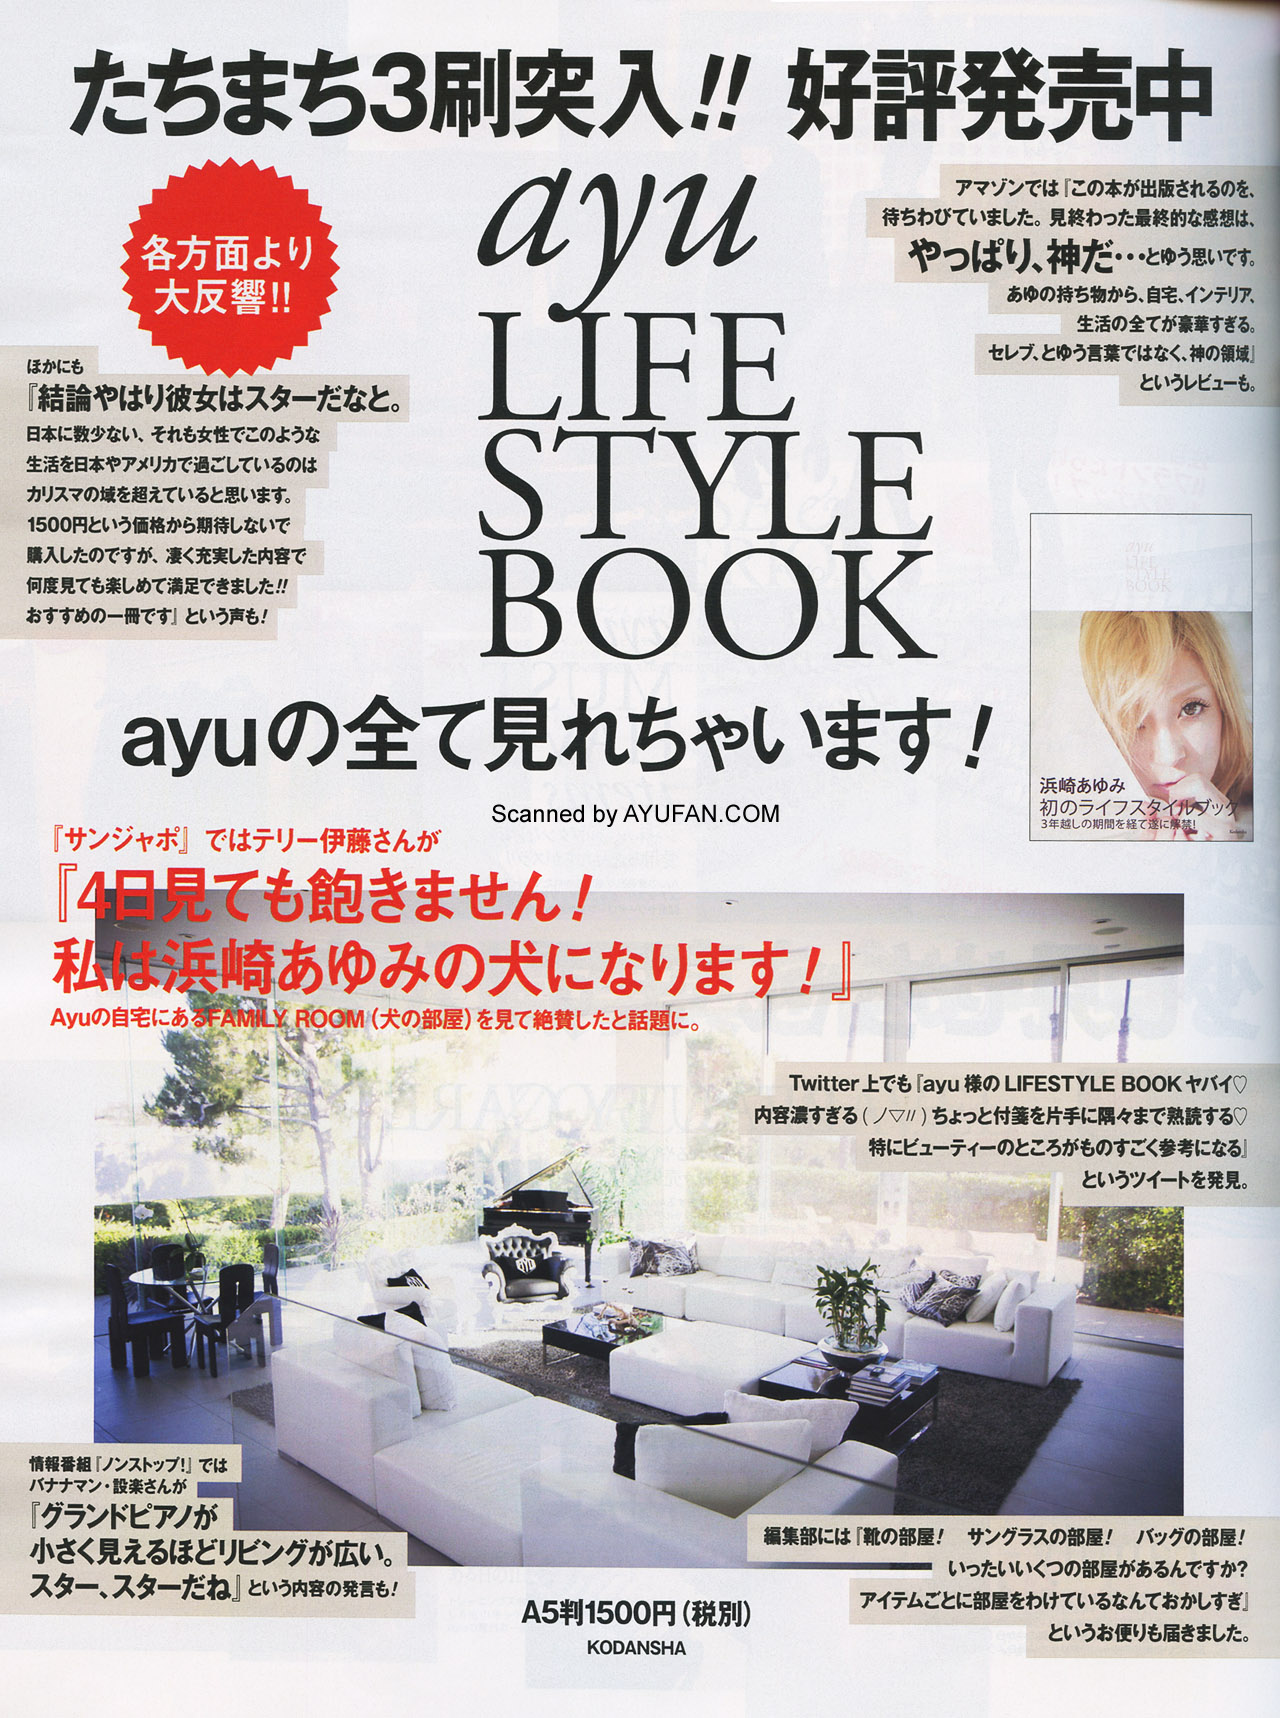 たちまち3刷突入!! 好評発売中
各方面より
大反響!!
ayu
LIFE
STYLE
BOOK
アマゾンでは『この本が出版されるのを、
待ちわびていました。見終わった最終的な感想は、
やっぱり、神だ…とゆう思いです。
あゆの持ち物から、自宅、インテリア、
生活の全てが豪華すぎる。
セレブ、とゆう言葉ではなく、神の領域』
というレビューも。
ほかにも
『結論やはり彼女はスターだなと。
日本に数少ない、それも女性でこのような
生活を日本やアメリカで過ごしているのは
カリスマの域を超えていると思います。
1500円という価格から期待しないで
購入したのですが、凄く充実した内容で
何度見ても楽しめて満足できました!!
おすすめの一冊です』という声も!
ayu
LIFE
STYLE
BOOK
浜崎あゆみ
初のライフスタイルブック
3年越しの期間を経て遂に解禁!
ayuの全て見れちゃいます!
Scanned by AYUFAN.COM
『サンジャポ』ではテリー伊藤さんが
『4日見ても飽きません!
私は浜崎あゆみの犬になります!』
Ayuの自宅にあるFAMILY ROOM(犬の部屋)を見て絶賛したと話題に。
Twitter上でも『ayu様のLIFESTYLE BOOKヤバイ♡
内容濃すぎる(ノ▽〃)ちょっと付箋を片手に隅々まで熟読する♡
特にビューティーのところがものすごく参考になる』
というツイートを発見。
情報番組『ノンストップ!』では
バナナマン・設楽さんが
『グランドピアノが
小さく見えるほどリビングが広い。
スター、スターだね』という内容の発言も!
編集部には『靴の部屋! サングラスの部屋! バッグの部屋!
いったいいくつの部屋があるんですか?
アイテムごとに部屋をわけているなんておかしすぎ』
というお便りも届きました。
A5判1500円(税別)
KODANSHA